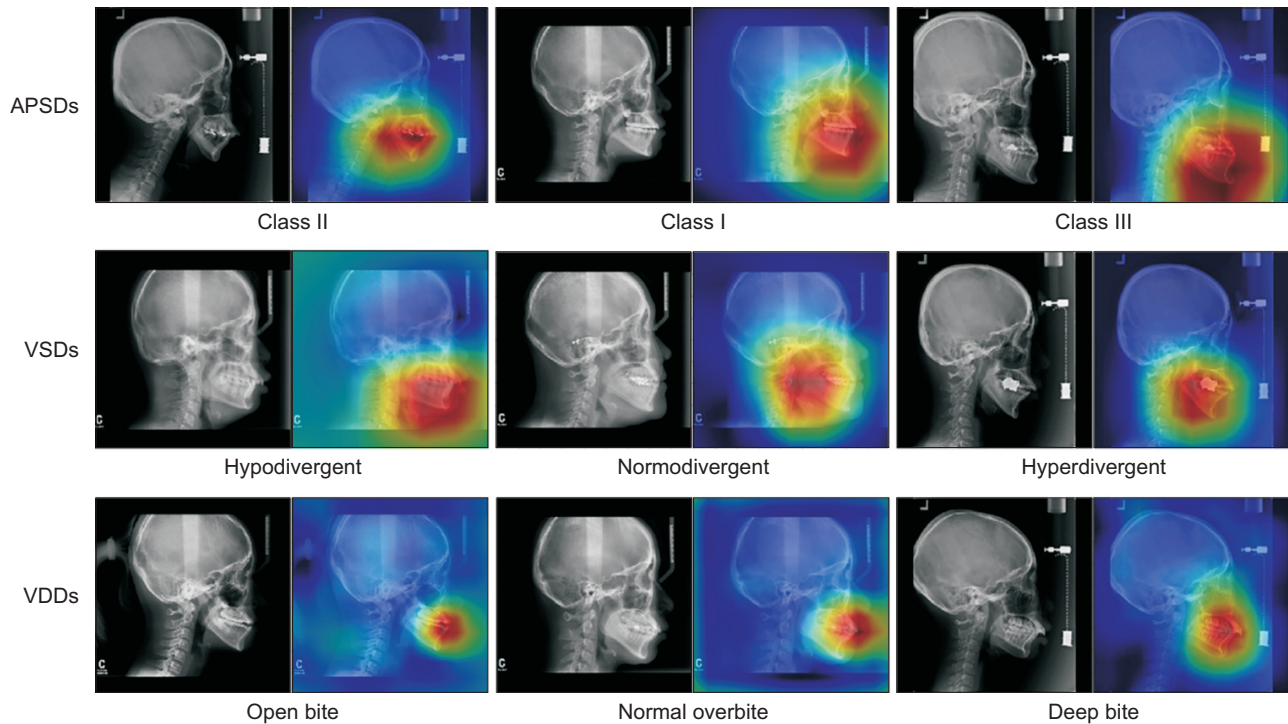 APSDs
Class II
Class I
Class III
VSDs
Hypodivergent
Normodivergent
Hyperdivergent
VDDs
Open bite
Normal overbite
Deep bite